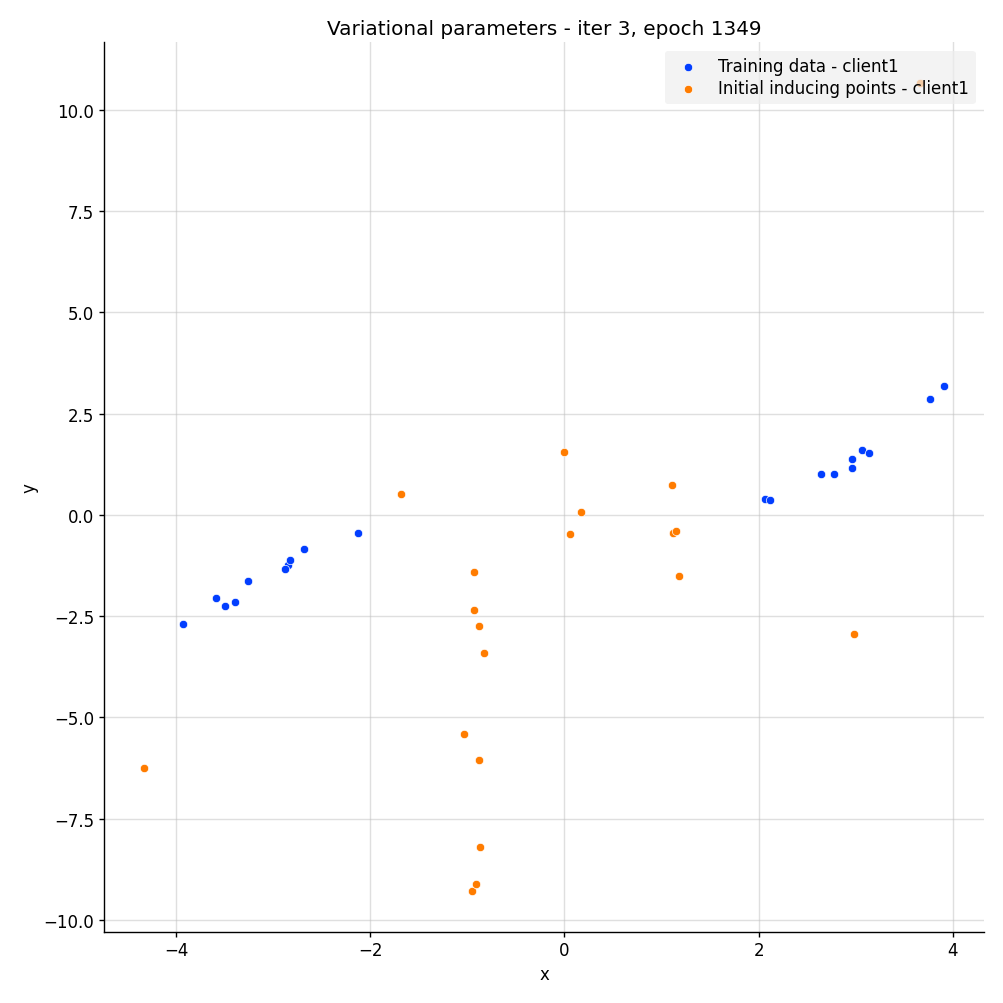 Variational parameters - iter 3, epoch 1349
Training data - client1
Initial inducing points - client1
10.0
7.5
5.0
2.5
0.0
−2.5
−5.0
−7.5
−10.0
y
−4
−2
0
2
4
x